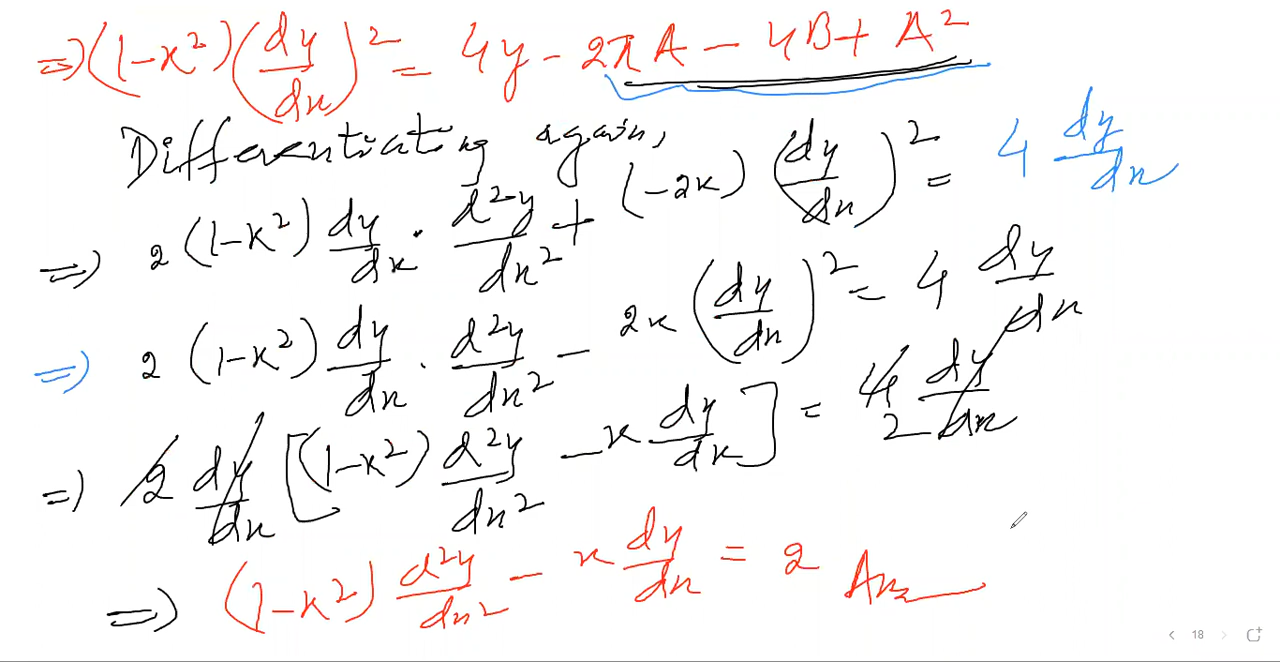 => (1-x²)(dy/dx)² = 4y - 2πA - 4B + A²
Differentiating again,
=> 2(1-x²) dy/dx · d²y/dx² + (-2x)(dy/dx)² = 4 dy/dx
=> 2(1-x²) dy/dx · d²y/dx² - 2x(dy/dx)² = 4 dy/dx
=> 2 dy/dx [(1-x²) d²y/dx² - x dy/dx] = 4 2 dy/dx
=> (1-x²) d²y/dx² - x dy/dx = 2 Ans
< 18 >